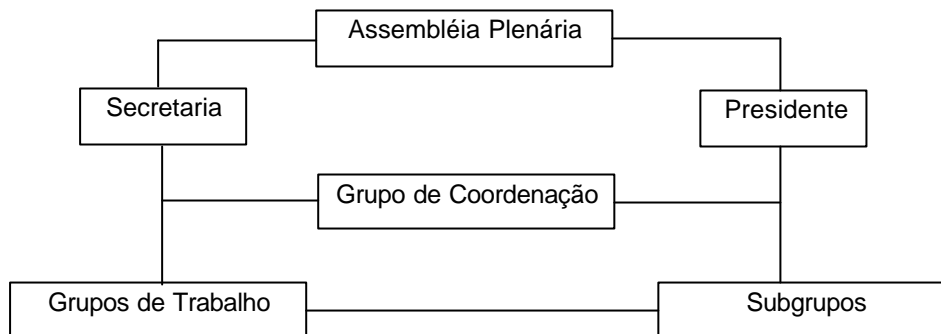 Assembléia Plenária
Secretaria
Presidente
Grupo de Coordenação
Grupos de Trabalho
Subgrupos